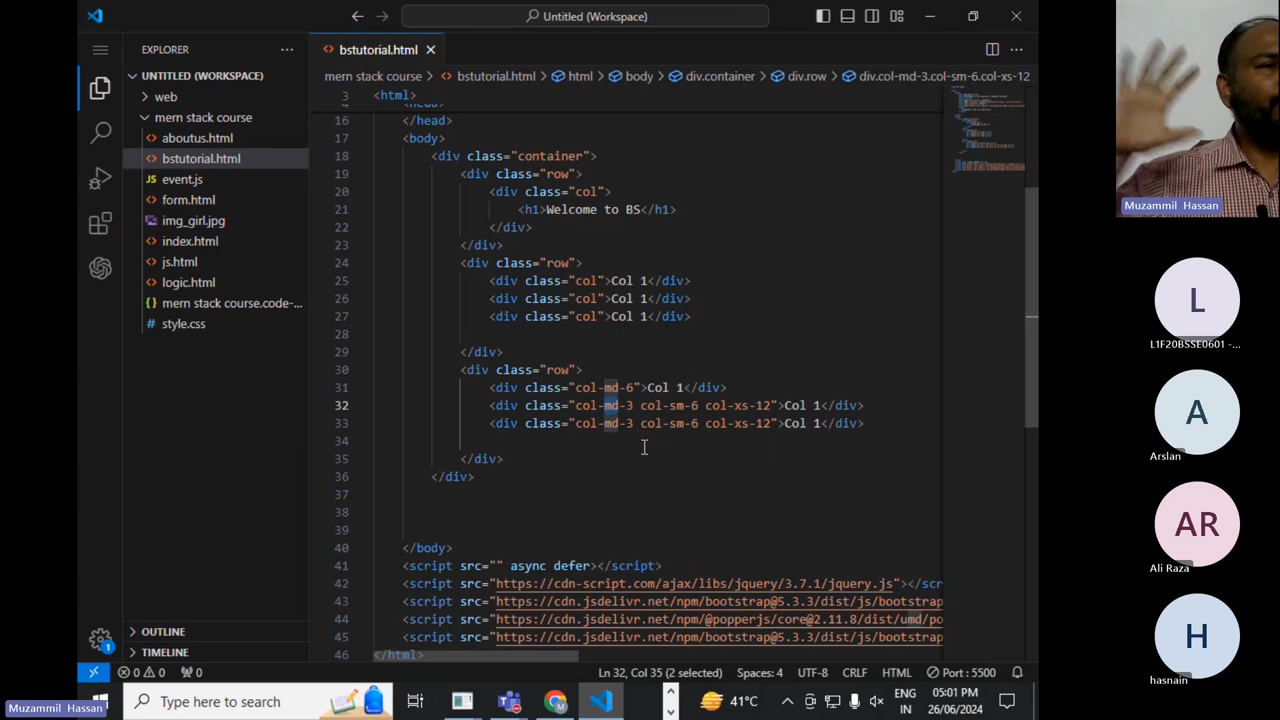 Untitled (Workspace)
EXPLORER
bstutorial.html
UNTITLED (WORKSPACE)
mern stack course
bstutorial.html
html
body
div.container
div.row
div.col-md-3.col-sm-6.col-xs-12
web
mern stack course
aboutus.html
bstutorial.html
event.js
form.html
img_girl.jpg
index.html
js.html
logic.html
mern stack course.code-...
style.css
OUTLINE
TIMELINE
3 <html>
16 </head>
17 <body>
18 <div class="container">
19 <div class="row">
20 <div class="col">
21 <h1>Welcome to BS</h1>
22 </div>
23 </div>
24 <div class="row">
25 <div class="col">Col 1</div>
26 <div class="col">Col 1</div>
27 <div class="col">Col 1</div>
28
29 </div>
30 <div class="row">
31 <div class="col-md-6">Col 1</div>
32 <div class="col-md-3 col-sm-6 col-xs-12">Col 1</div>
33 <div class="col-md-3 col-sm-6 col-xs-12">Col 1</div>
34
35 </div>
36 </div>
37
38
39
40 </body>
41 <script src="" async defer></script>
42 <script src="https://cdn-script.com/ajax/libs/jquery/3.7.1/jquery.js"></scr
43 <script src="https://cdn.jsdelivr.net/npm/bootstrap@5.3.3/dist/js/bootstrap
44 <script src="https://cdn.jsdelivr.net/npm/@popperjs/core@2.11.8/dist/umd/po
45 <script src="https://cdn.jsdelivr.net/npm/bootstrap@5.3.3/dist/js/bootstrap
46 </html>
1
0 0 0
Ln 32, Col 35 (2 selected)
Spaces: 4
UTF-8
CRLF
HTML
Port : 5500
Type here to search
41°C
ENG
IN
05:01 PM
26/06/2024
Muzammil Hassan
Muzammil Hassan
L
L1F20BSSE0601 -...
A
Arslan
AR
Ali Raza
H
hasnain